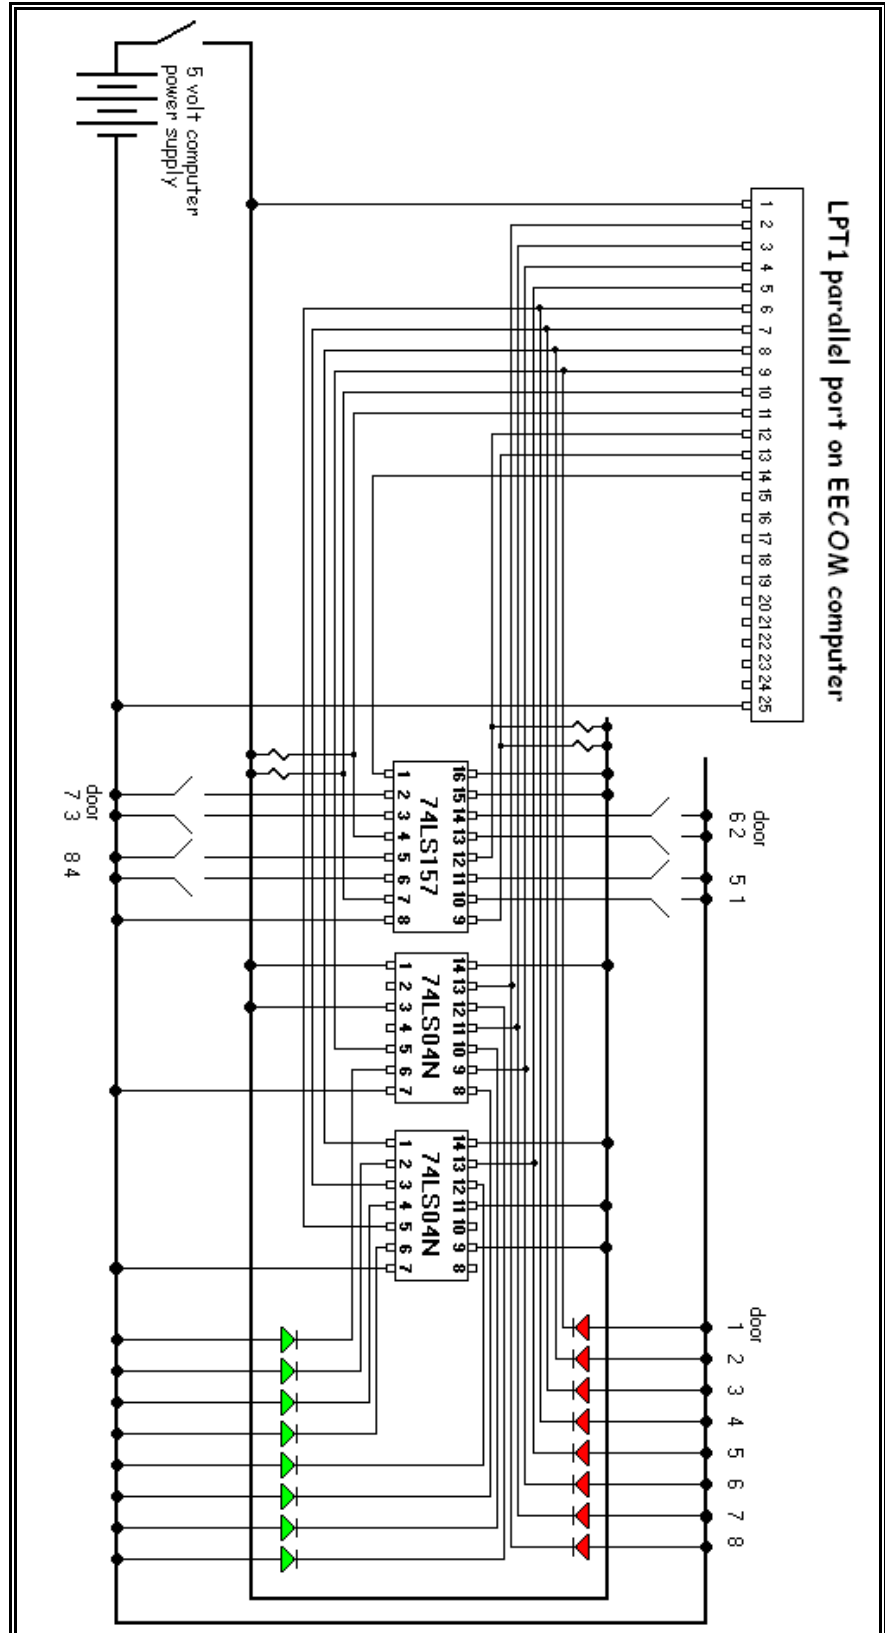 LPT1 parallel port on EECOM computer
1 2 3 4 5 6 7 8 9 10 11 12 13 14 15 16 17 18 19 20 21 22 23 24 25
door
6 2 5 1
door
1 2 3 4 5 6 7 8
16 15 14 13 12 11 10 9
74LS157
1 2 3 4 5 6 7 8
14 13 12 11 10 9 8
74LS04N
1 2 3 4 5 6 7
14 13 12 11 10 9 8
74LS04N
1 2 3 4 5 6 7
5 volt computer
power supply
door
7 3 8 4